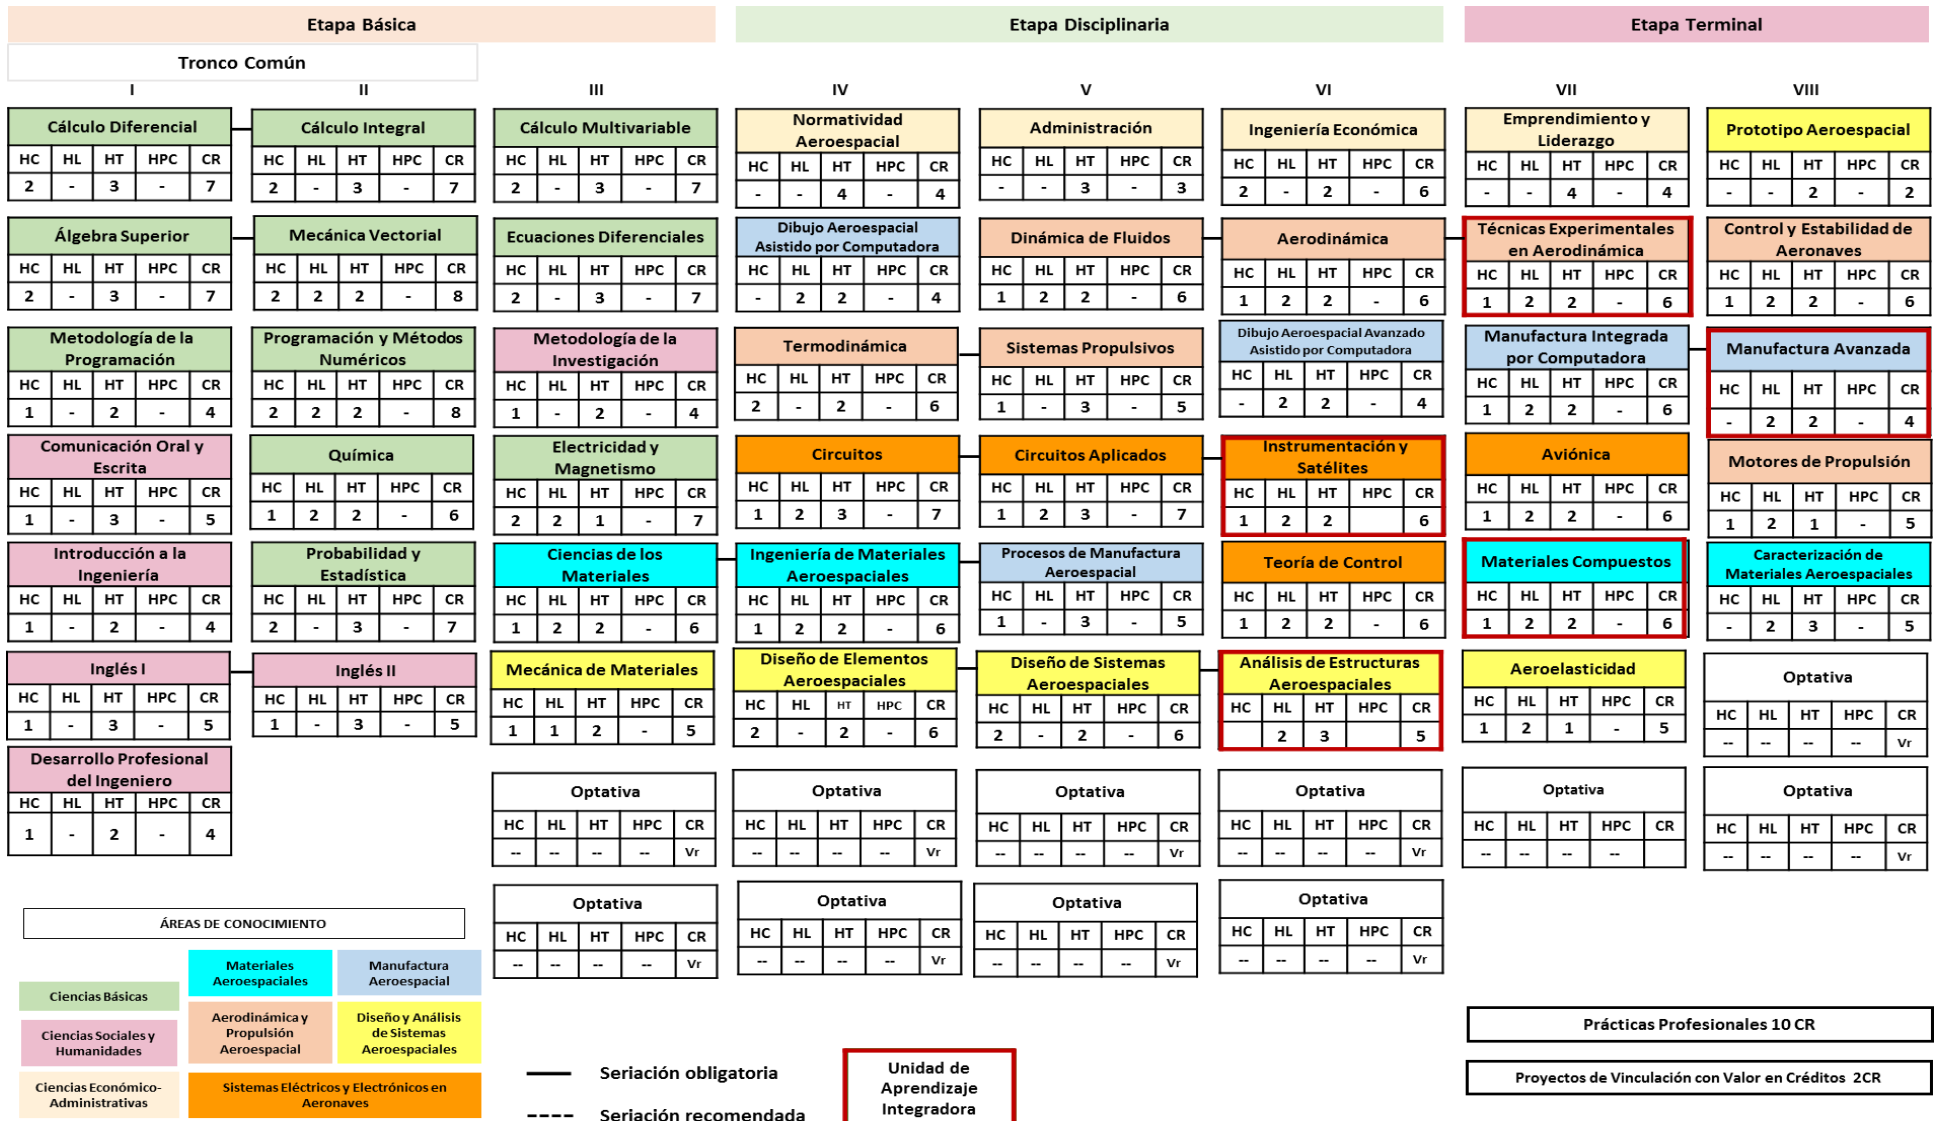 Etapa Básica
Etapa Disciplinaria
Etapa Terminal
Tronco Común
I
II
III
IV
V
VI
VII
VIII
Cálculo Diferencial
HC HL HT HPC CR
2 - 3 - 7
Cálculo Integral
HC HL HT HPC CR
2 - 3 - 7
Cálculo Multivariable
HC HL HT HPC CR
2 - 3 - 7
Normatividad
Aeroespacial
HC HL HT HPC CR
- - 4 - 4
Administración
HC HL HT HPC CR
- - 3 - 3
Ingeniería Económica
HC HL HT HPC CR
2 - 2 - 6
Emprendimiento y
Liderazgo
HC HL HT HPC CR
- - 4 - 4
Prototipo Aeroespacial
HC HL HT HPC CR
- - 2 - 2
Álgebra Superior
HC HL HT HPC CR
2 - 3 - 7
Mecánica Vectorial
HC HL HT HPC CR
2 2 2 - 8
Ecuaciones Diferenciales
HC HL HT HPC CR
2 - 3 - 7
Dibujo Aeroespacial
Asistido por Computadora
HC HL HT HPC CR
- 2 2 - 4
Dinámica de Fluidos
HC HL HT HPC CR
1 2 2 - 6
Aerodinámica
HC HL HT HPC CR
1 2 2 - 6
Técnicas Experimentales
en Aerodinámica
HC HL HT HPC CR
1 2 2 - 6
Control y Estabilidad de
Aeronaves
HC HL HT HPC CR
1 2 2 - 6
Metodología de la
Programación
HC HL HT HPC CR
1 - 2 - 4
Programación y Métodos
Numéricos
HC HL HT HPC CR
2 2 2 - 8
Metodología de la
Investigación
HC HL HT HPC CR
1 - 2 - 4
Termodinámica
HC HL HT HPC CR
2 - 2 - 6
Sistemas Propulsivos
HC HL HT HPC CR
1 - 3 - 5
Dibujo Aeroespacial Avanzado
Asistido por Computadora
HC HL HT HPC CR
- 2 2 - 4
Manufactura Integrada
por Computadora
HC HL HT HPC CR
1 2 2 - 6
Manufactura Avanzada
HC HL HT HPC CR
- 2 2 - 4
Comunicación Oral y
Escrita
HC HL HT HPC CR
1 - 3 - 5
Química
HC HL HT HPC CR
1 2 2 - 6
Electricidad y
Magnetismo
HC HL HT HPC CR
2 2 1 - 7
Circuitos
HC HL HT HPC CR
1 2 3 - 7
Circuitos Aplicados
HC HL HT HPC CR
1 2 3 - 7
Instrumentación y
Satélites
HC HL HT HPC CR
1 2 2 6
Aviónica
HC HL HT HPC CR
1 2 2 - 6
Motores de Propulsión
HC HL HT HPC CR
1 2 1 - 5
Introducción a la
Ingeniería
HC HL HT HPC CR
1 - 2 - 4
Probabilidad y
Estadística
HC HL HT HPC CR
2 - 3 - 7
Ciencias de los
Materiales
HC HL HT HPC CR
1 2 2 - 6
Ingeniería de Materiales
Aeroespaciales
HC HL HT HPC CR
1 2 2 - 6
Procesos de Manufactura
Aeroespacial
HC HL HT HPC CR
1 - 3 - 5
Teoría de Control
HC HL HT HPC CR
1 2 2 - 6
Materiales Compuestos
HC HL HT HPC CR
1 2 2 - 6
Caracterización de
Materiales Aeroespaciales
HC HL HT HPC CR
- 2 3 - 5
Inglés I
HC HL HT HPC CR
1 - 3 - 5
Inglés II
HC HL HT HPC CR
1 - 3 - 5
Mecánica de Materiales
HC HL HT HPC CR
1 1 2 - 5
Diseño de Elementos
Aeroespaciales
HC HL HT HPC CR
2 - 2 - 6
Diseño de Sistemas
Aeroespaciales
HC HL HT HPC CR
2 - 2 - 6
Análisis de Estructuras
Aeroespaciales
HC HL HT HPC CR
2 3 5
Aeroelasticidad
HC HL HT HPC CR
1 2 1 - 5
Optativa
HC HL HT HPC CR
-- -- -- -- Vr
Desarrollo Profesional
del Ingeniero
HC HL HT HPC CR
1 - 2 - 4
Optativa
HC HL HT HPC CR
-- -- -- -- Vr
Optativa
HC HL HT HPC CR
-- -- -- -- Vr
Optativa
HC HL HT HPC CR
-- -- -- -- Vr
Optativa
HC HL HT HPC CR
-- -- -- -- Vr
Optativa
HC HL HT HPC CR
-- -- -- --
Optativa
HC HL HT HPC CR
-- -- -- -- Vr
Optativa
HC HL HT HPC CR
-- -- -- -- Vr
Optativa
HC HL HT HPC CR
-- -- -- -- Vr
Optativa
HC HL HT HPC CR
-- -- -- -- Vr
Optativa
HC HL HT HPC CR
-- -- -- -- Vr
ÁREAS DE CONOCIMIENTO
Ciencias Básicas
Ciencias Sociales y
Humanidades
Ciencias Económico-
Administrativas
Materiales
Aeroespaciales
Manufactura
Aeroespacial
Aerodinámica y
Propulsión
Aeroespacial
Diseño y Análisis
de Sistemas
Aeroespaciales
Sistemas Eléctricos y Electrónicos en
Aeronaves
Seriación obligatoria
Seriación recomendada
Unidad de
Aprendizaje
Integradora
Prácticas Profesionales 10 CR
Proyectos de Vinculación con Valor en Créditos 2CR